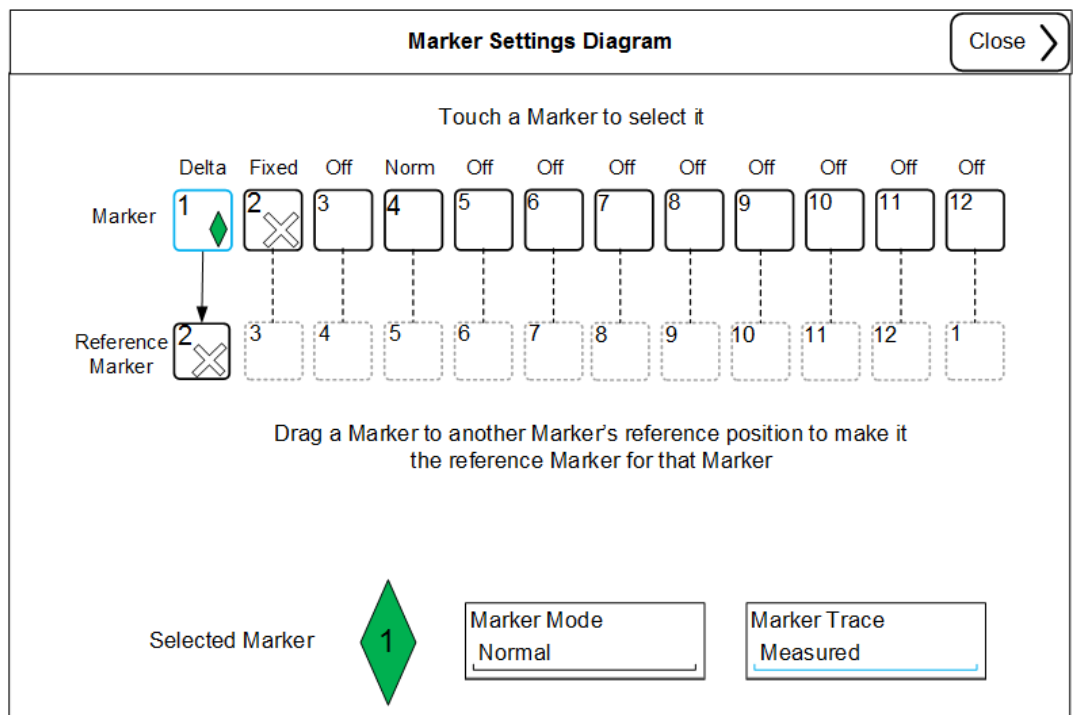 Marker Settings Diagram
Close
Touch a Marker to select it
Delta Fixed Off Norm Off Off Off Off Off Off Off Off
Marker
1 2 3 4 5 6 7 8 9 10 11 12
Reference
Marker
2 3 4 5 6 7 8 9 10 11 12 1
Drag a Marker to another Marker's reference position to make it
the reference Marker for that Marker
Selected Marker
1
Marker Mode
Normal
Marker Trace
Measured